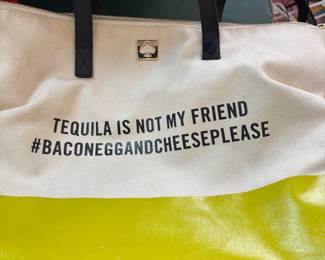 TEQUILA IS NOT MY FRIEND
#BACONEGGANDCHEESEPLEASE